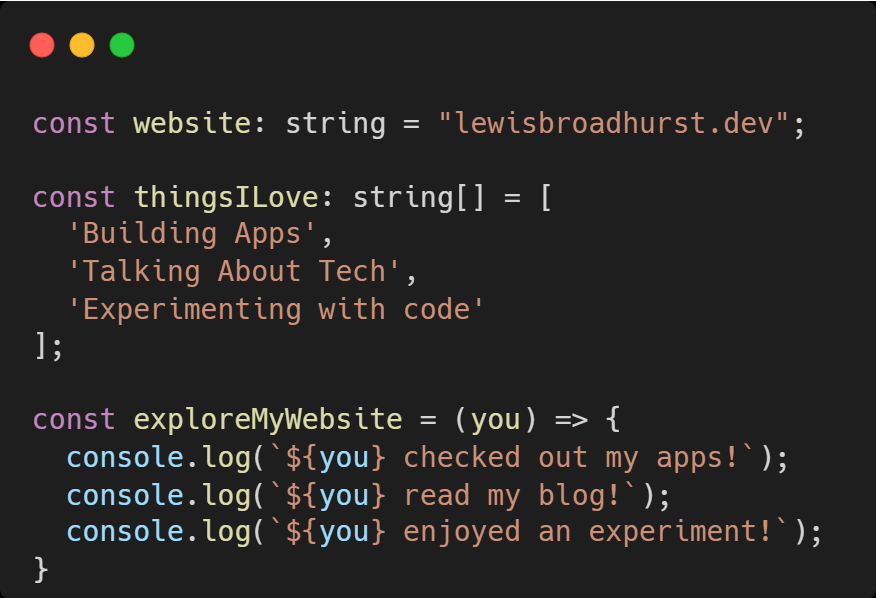 const website: string = "lewisbroadhurst.dev";
const thingsILove: string[] = [
  'Building Apps',
  'Talking About Tech',
  'Experimenting with code'
];
const exploreMyWebsite = (you) => {
  console.log(`${you} checked out my apps!`);
  console.log(`${you} read my blog!`);
  console.log(`${you} enjoyed an experiment!`);
}